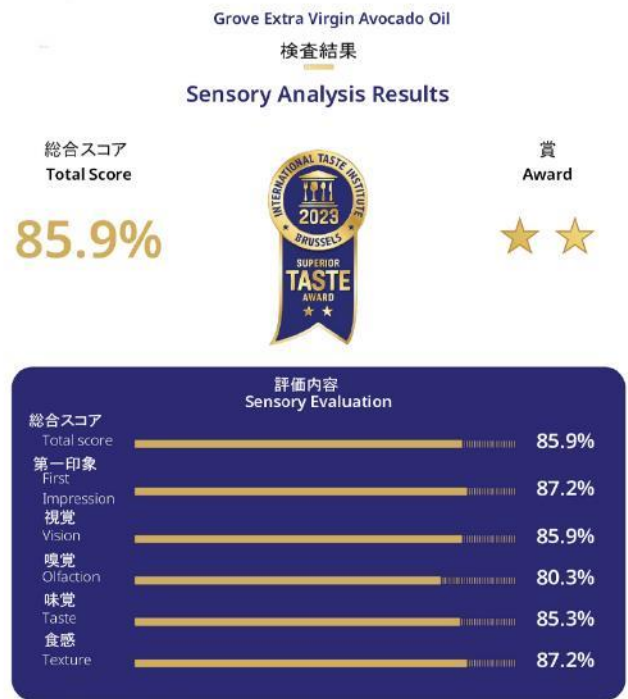 Grove Extra Virgin Avocado Oil
検査結果
Sensory Analysis Results
総合スコア
Total Score
85.9%
INTERNATIONAL TASTE INSTITUTE
2023
BRUSSELS
SUPERIOR
TASTE
AWARD
賞
Award
評価内容
Sensory Evaluation
総合スコア
Total score
85.9%
第一印象
First
Impression
87.2%
視覚
Vision
85.9%
嗅覚
Olfaction
80.3%
味覚
Taste
85.3%
食感
Texture
87.2%